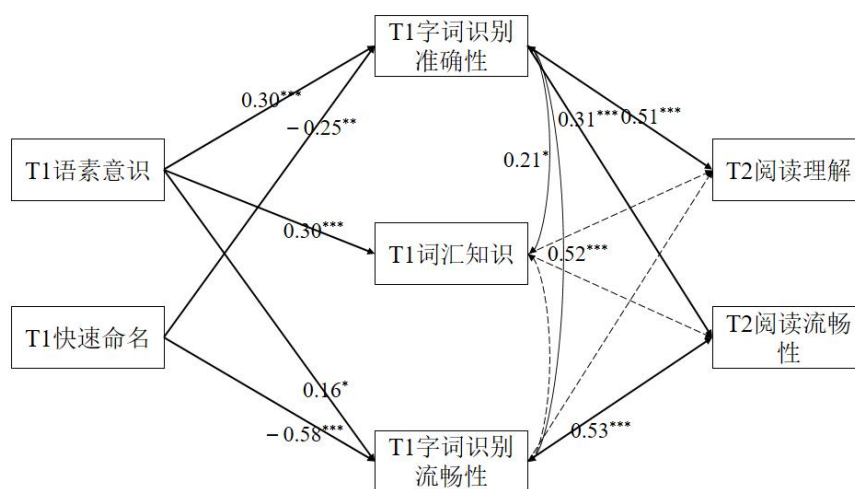 T1字词识别
准确性
0.30***
−0.25**
0.31***
0.51***
T1语素意识
0.21*
T2阅读理解
0.30***
T1词汇知识
0.52***
T1快速命名
T2阅读流畅
性
0.16*
−0.58***
0.53***
T1字词识别
流畅性